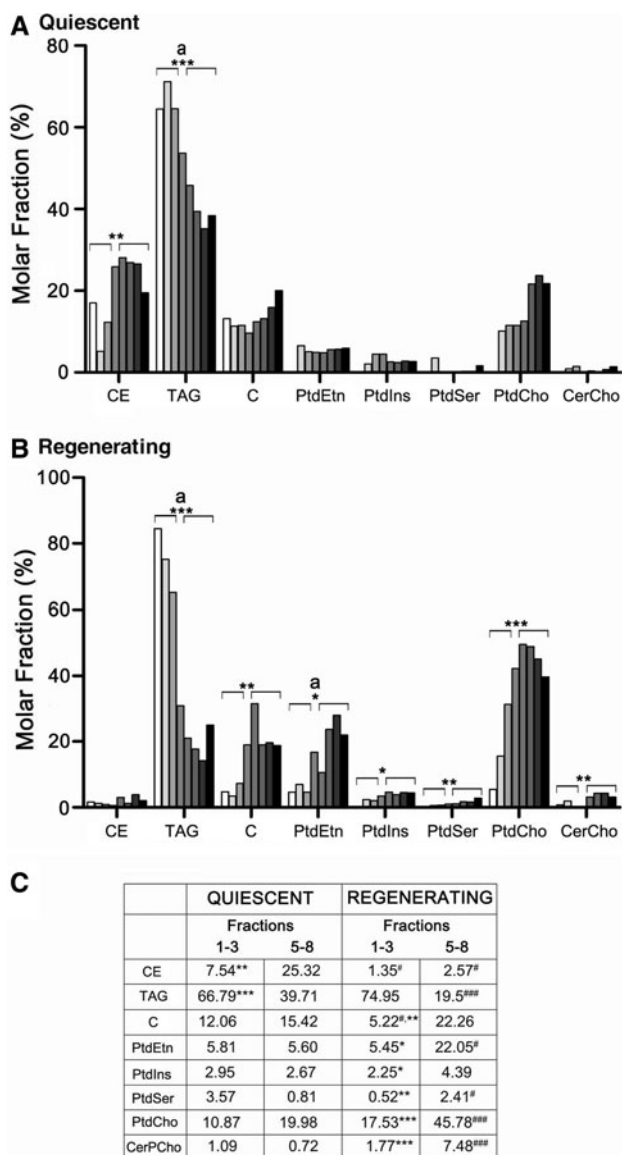 A Quiescent
Molar Fraction (%)
80
60
40
20
0
a
***
**
CE TAG C PtdEtn PtdIns PtdSer PtdCho CerCho
B Regenerating
Molar Fraction (%)
100
80
60
40
20
0
a
***
**
a
*
*
**
***
**
CE TAG C PtdEtn PtdIns PtdSer PtdCho CerCho
C
QUIESCENT REGENERATING
Fractions Fractions
1-3 5-8 1-3 5-8
CE 7.54** 25.32 1.35# 2.57#
TAG 66.79*** 39.71 74.95 19.5###
C 12.06 15.42 5.22#,** 22.26
PtdEtn 5.81 5.60 5.45* 22.05#
PtdIns 2.95 2.67 2.25* 4.39
PtdSer 3.57 0.81 0.52** 2.41#
PtdCho 10.87 19.98 17.53*** 45.78###
CerPCho 1.09 0.72 1.77*** 7.48###